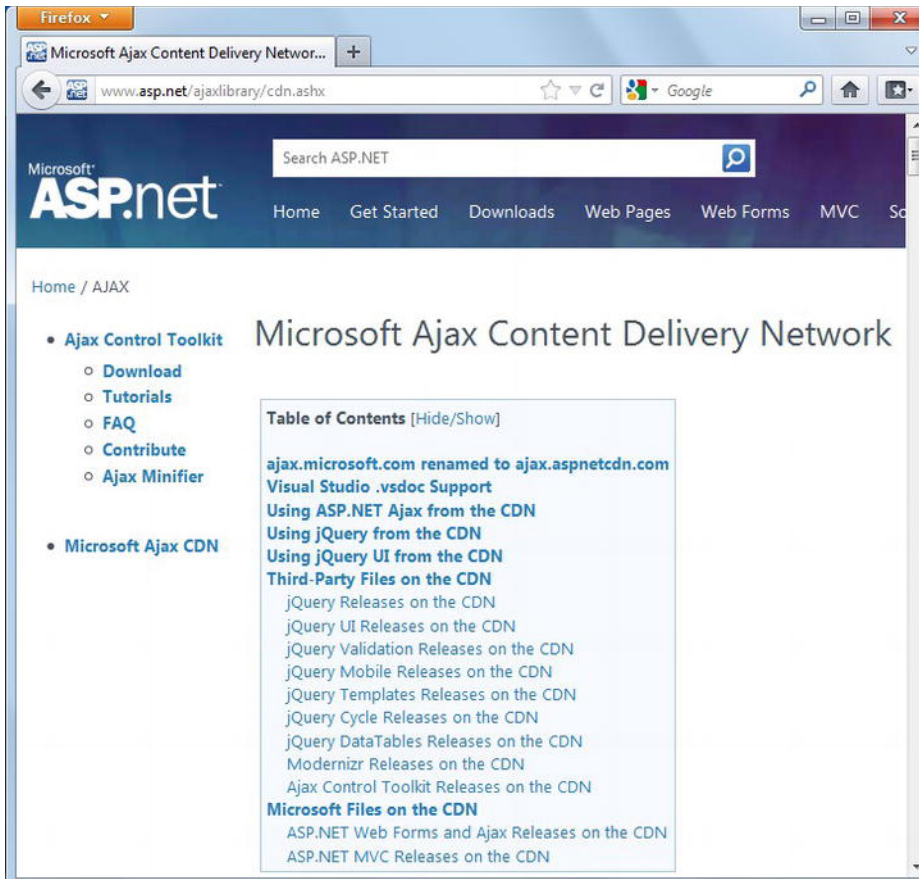 Firefox
Microsoft Ajax Content Delivery Networ...
www.asp.net/ajaxlibrary/cdn.ashx
Google
Microsoft
ASP.net
Search ASP.NET
Home Get Started Downloads Web Pages Web Forms MVC
Home / AJAX
Ajax Control Toolkit
Download
Tutorials
FAQ
Contribute
Ajax Minifier
Microsoft Ajax CDN
Microsoft Ajax Content Delivery Network
Table of Contents [Hide/Show]
ajax.microsoft.com renamed to ajax.aspnetcdn.com
Visual Studio .vsdoc Support
Using ASP.NET Ajax from the CDN
Using jQuery from the CDN
Using jQuery UI from the CDN
Third-Party Files on the CDN
jQuery Releases on the CDN
jQuery UI Releases on the CDN
jQuery Validation Releases on the CDN
jQuery Mobile Releases on the CDN
jQuery Templates Releases on the CDN
jQuery Cycle Releases on the CDN
jQuery DataTables Releases on the CDN
Modernizr Releases on the CDN
Ajax Control Toolkit Releases on the CDN
Microsoft Files on the CDN
ASP.NET Web Forms and Ajax Releases on the CDN
ASP.NET MVC Releases on the CDN